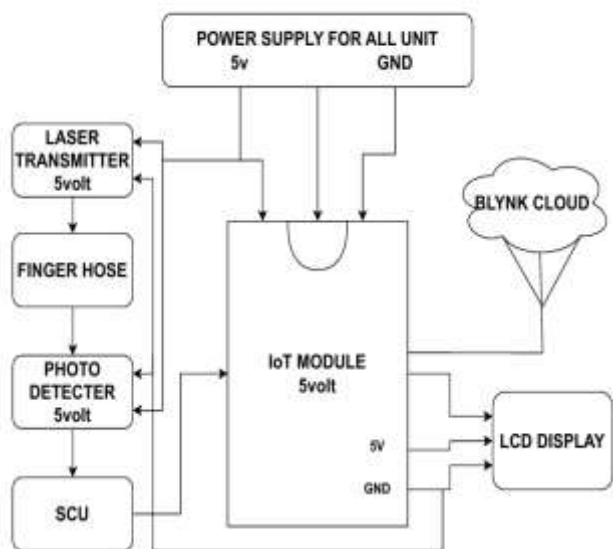 POWER SUPPLY FOR ALL UNIT
5v GND
LASER
TRANSMITTER
5volt
FINGER HOSE
PHOTO
DETECTER
5volt
SCU
IoT MODULE
5volt
5V
GND
BLYNK CLOUD
LCD DISPLAY